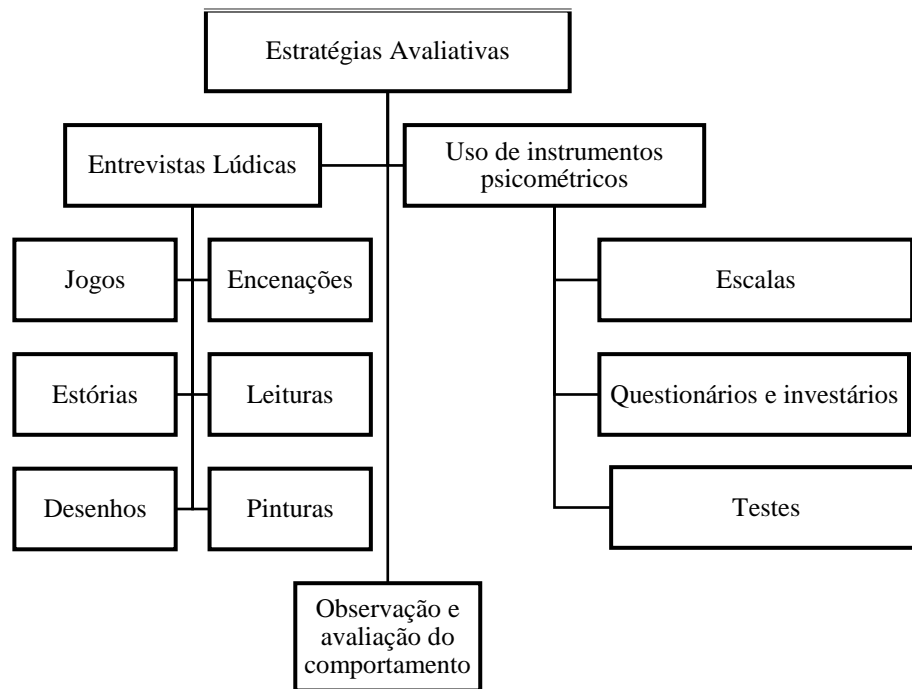 Estratégias Avaliativas
Entrevistas Lúdicas
Uso de instrumentos
psicométricos
Jogos
Encenações
Escalas
Estórias
Leituras
Questionários e investários
Desenhos
Pinturas
Testes
Observação e
avaliação do
comportamento